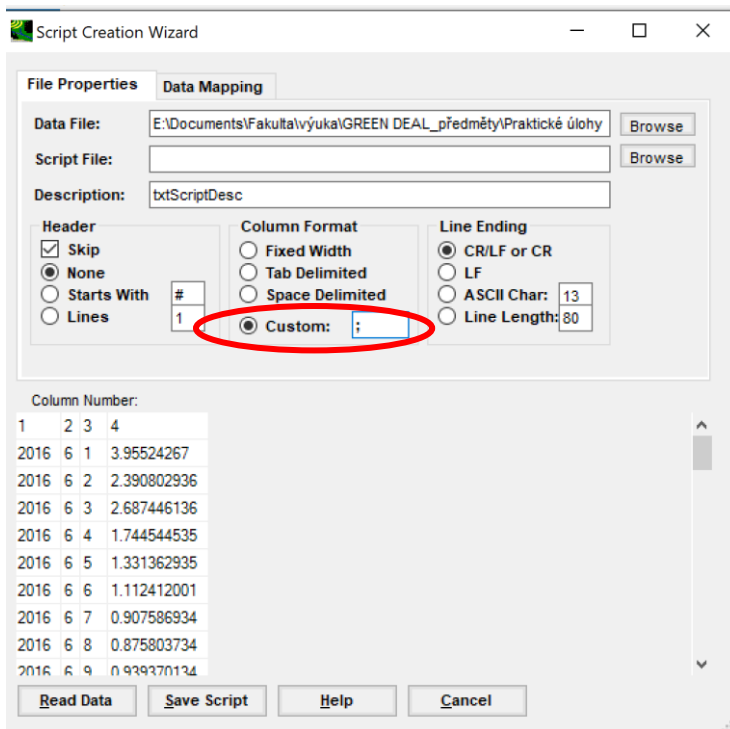 Script Creation Wizard
File Properties Data Mapping
Data File: E:\Documents\Fakulta\výuka\GREEN DEAL_předměty\Praktické úlohy Browse
Script File: Browse
Description: txtScriptDesc
Header Column Format Line Ending
Skip Fixed Width CR/LF or CR
None Tab Delimited LF
Starts With # Space Delimited ASCII Char: 13
Lines 1 Custom: ; Line Length: 80
Column Number:
1 2 3 4
2016 6 1 3.95524267
2016 6 2 2.390802936
2016 6 3 2.687446136
2016 6 4 1.744544535
2016 6 5 1.331362935
2016 6 6 1.112412001
2016 6 7 0.907586934
2016 6 8 0.875803734
2016 6 9 0.939370134
Read Data Save Script Help Cancel